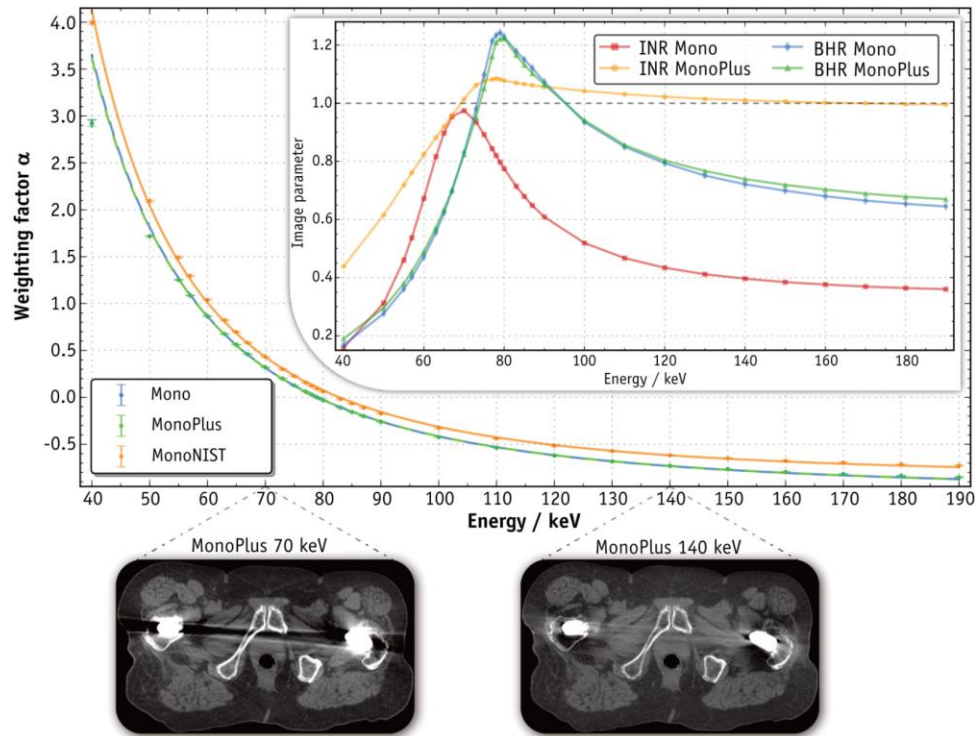 4.0
3.5
3.0
2.5
2.0
1.5
1.0
0.5
0.0
-0.5
Weighting factor α
1.2
1.0
0.8
0.6
0.4
0.2
Image parameter
INR Mono
INR MonoPlus
BHR Mono
BHR MonoPlus
40 60 80 100 120 140 160 180
Energy / keV
Mono
MonoPlus
MonoNIST
40 50 60 70 80 90 100 110 120 130 140 150 160 170 180 190
Energy / keV
MonoPlus 70 keV
MonoPlus 140 keV